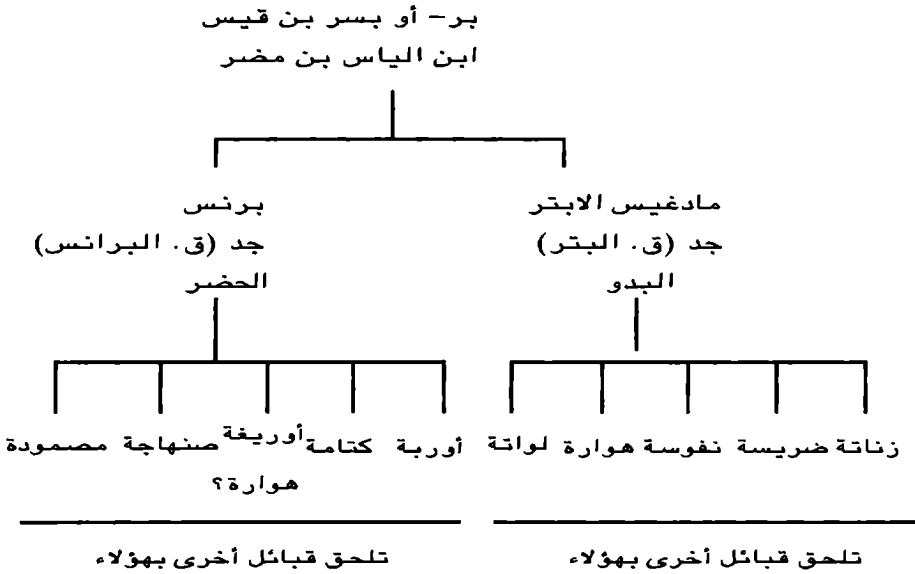 بر- أو بسر بن قيس
ابن الياس بن مضر
مادغيس الابتر
جد (ق. البتر)
البدو
برنس
جد (ق. البرانس)
الحضر
زناتة ضريسة نفوسة هوارة لواتة
أوربة كتامة أوريغة صنهاجة مصمودة
هوارة؟
تلحق قبائل أخرى بهؤلاء
تلحق قبائل أخرى بهؤلاء